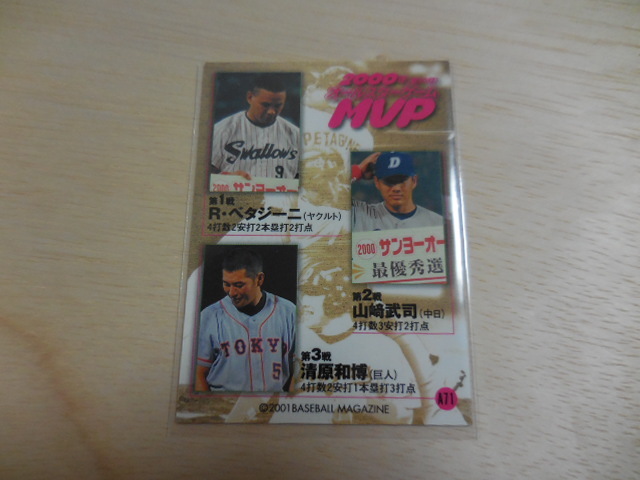 2000
MVP
Swallows
9
PETAGINE
2000 サンヨーオー
第1戦
R・ペタジーニ(ヤクルト)
4打数2安打2本塁打2打点
D
2000 サンヨーオー
最優秀選
第2戦
山﨑武司(中日)
4打数3安打2打点
TOKYO
5
第3戦
清原和博(巨人)
4打数2安打1本塁打3打点
©2001 BASEBALL MAGAZINE
A71